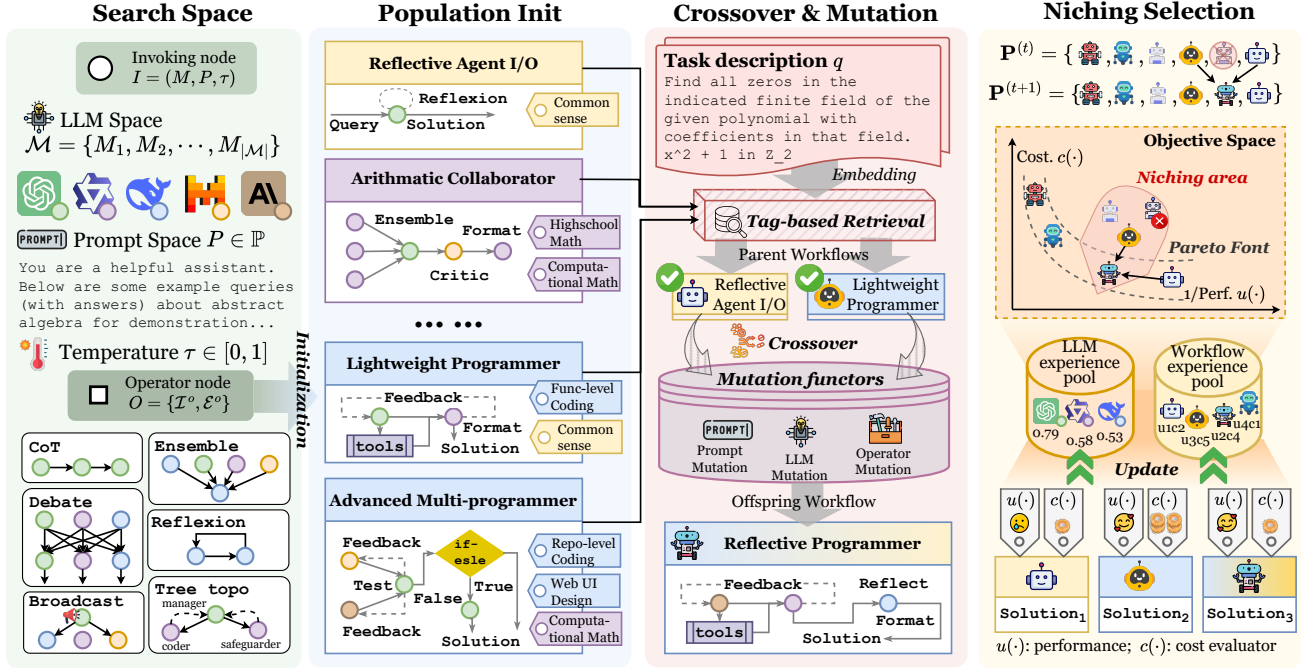 Search Space
Invoking node
I = (M, P, τ)
LLM Space
𝓜 = {M₁, M₂, ⋯, M_|𝓜|}
PROMPT| Prompt Space P ∈ ℙ
You are a helpful assistant.
Below are some example queries
(with answers) about abstract
algebra for demonstration...
Temperature τ ∈ [0, 1]
Operator node
O = {𝓘ᵒ, 𝓔ᵒ}
CoT
Ensemble
Debate
Reflexion
Broadcast
Tree topo
manager
coder
safeguarder
Initialization
Population Init
Reflective Agent I/O
Reflexion
Query
Solution
Common
sense
Arithmatic Collaborator
Ensemble
Format
Critic
Highschool
Math
Computa-
tional Math
... ...
Lightweight Programmer
Feedback
Format
tools
Solution
Func-level
Coding
Common
sense
Advanced Multi-programmer
Feedback
if-
esle
Test
True
False
Feedback
Solution
Repo-level
Coding
Web UI
Design
Computa-
tional Math
Crossover & Mutation
Task description q
Find all zeros in the
indicated finite field of the
given polynomial with
coefficients in that field.
x^2 + 1 in Z_2
Embedding
Tag-based Retrieval
Parent Workflows
Reflective
Agent I/O
Lightweight
Programmer
Crossover
Mutation functors
PROMPT|
Prompt
Mutation
LLM
Mutation
Operator
Mutation
Offspring Workflow
Reflective Programmer
Feedback
Reflect
tools
Format
Solution
Niching Selection
P⁽ᵗ⁾ = { , , , , , }
P⁽ᵗ⁺¹⁾ = { , , , , , }
Objective Space
Cost. c(·)
Niching area
Pareto Font
1/Perf. u(·)
LLM
experience
pool
0.79
0.58
0.53
Workflow
experience
pool
u1c2
u3c5
u2c4
u4c1
Update
u(·)
c(·)
u(·)
c(·)
u(·)
c(·)
Solution₁
Solution₂
Solution₃
u(·): performance; c(·): cost evaluator